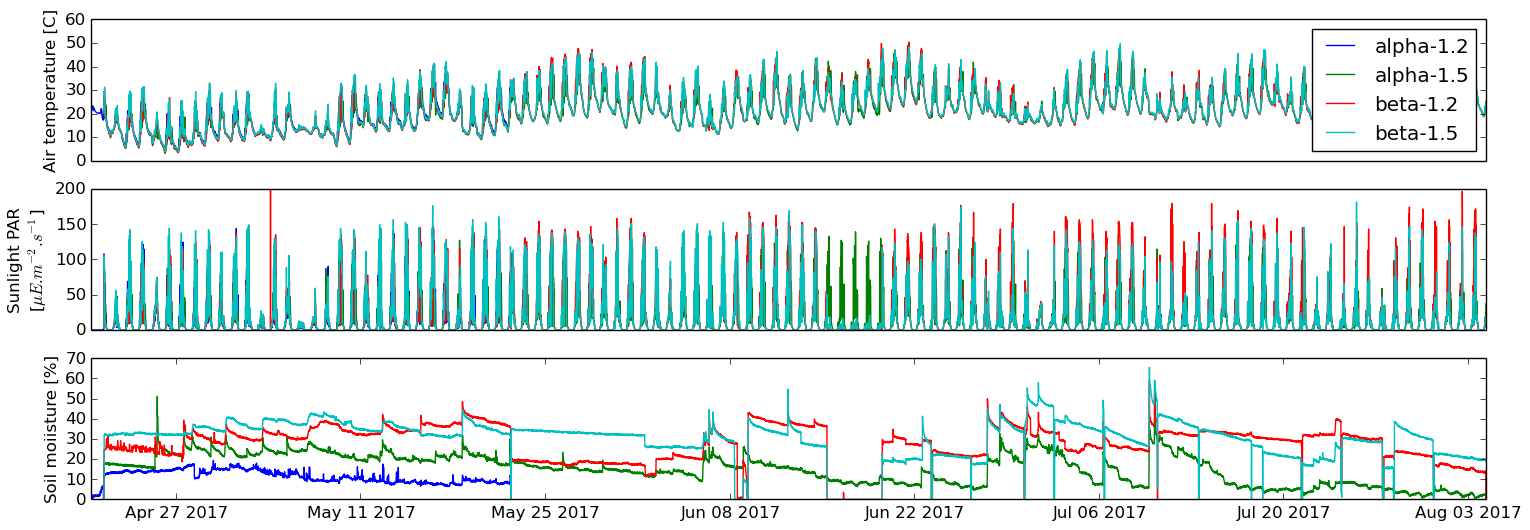 Air temperature [C]
60
50
40
30
20
10
0
alpha-1.2
alpha-1.5
beta-1.2
beta-1.5
Sunlight PAR
[μE.m⁻².s⁻¹]
200
150
100
50
0
Soil moiisture [%]
70
60
50
40
30
20
10
0
Apr 27 2017 May 11 2017 May 25 2017 Jun 08 2017 Jun 22 2017 Jul 06 2017 Jul 20 2017 Aug 03 2017